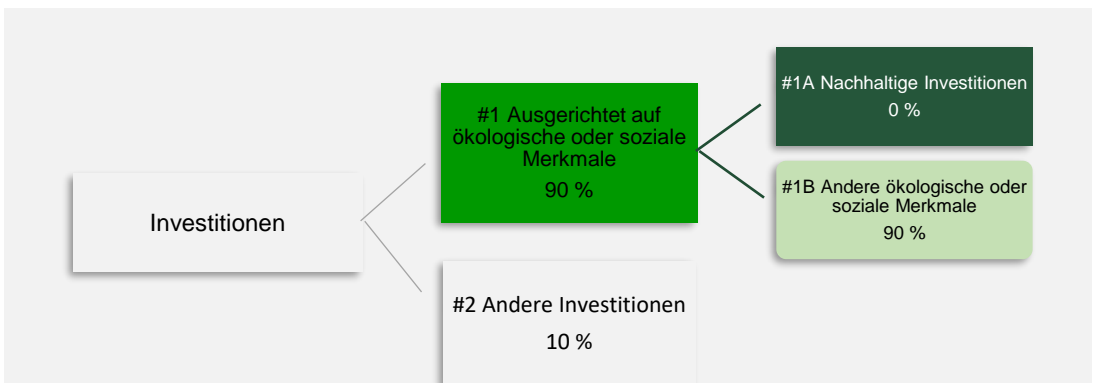 Investitionen
#1 Ausgerichtet auf
ökologische oder soziale
Merkmale
90 %
#2 Andere Investitionen
10 %
#1A Nachhaltige Investitionen
0 %
#1B Andere ökologische oder
soziale Merkmale
90 %